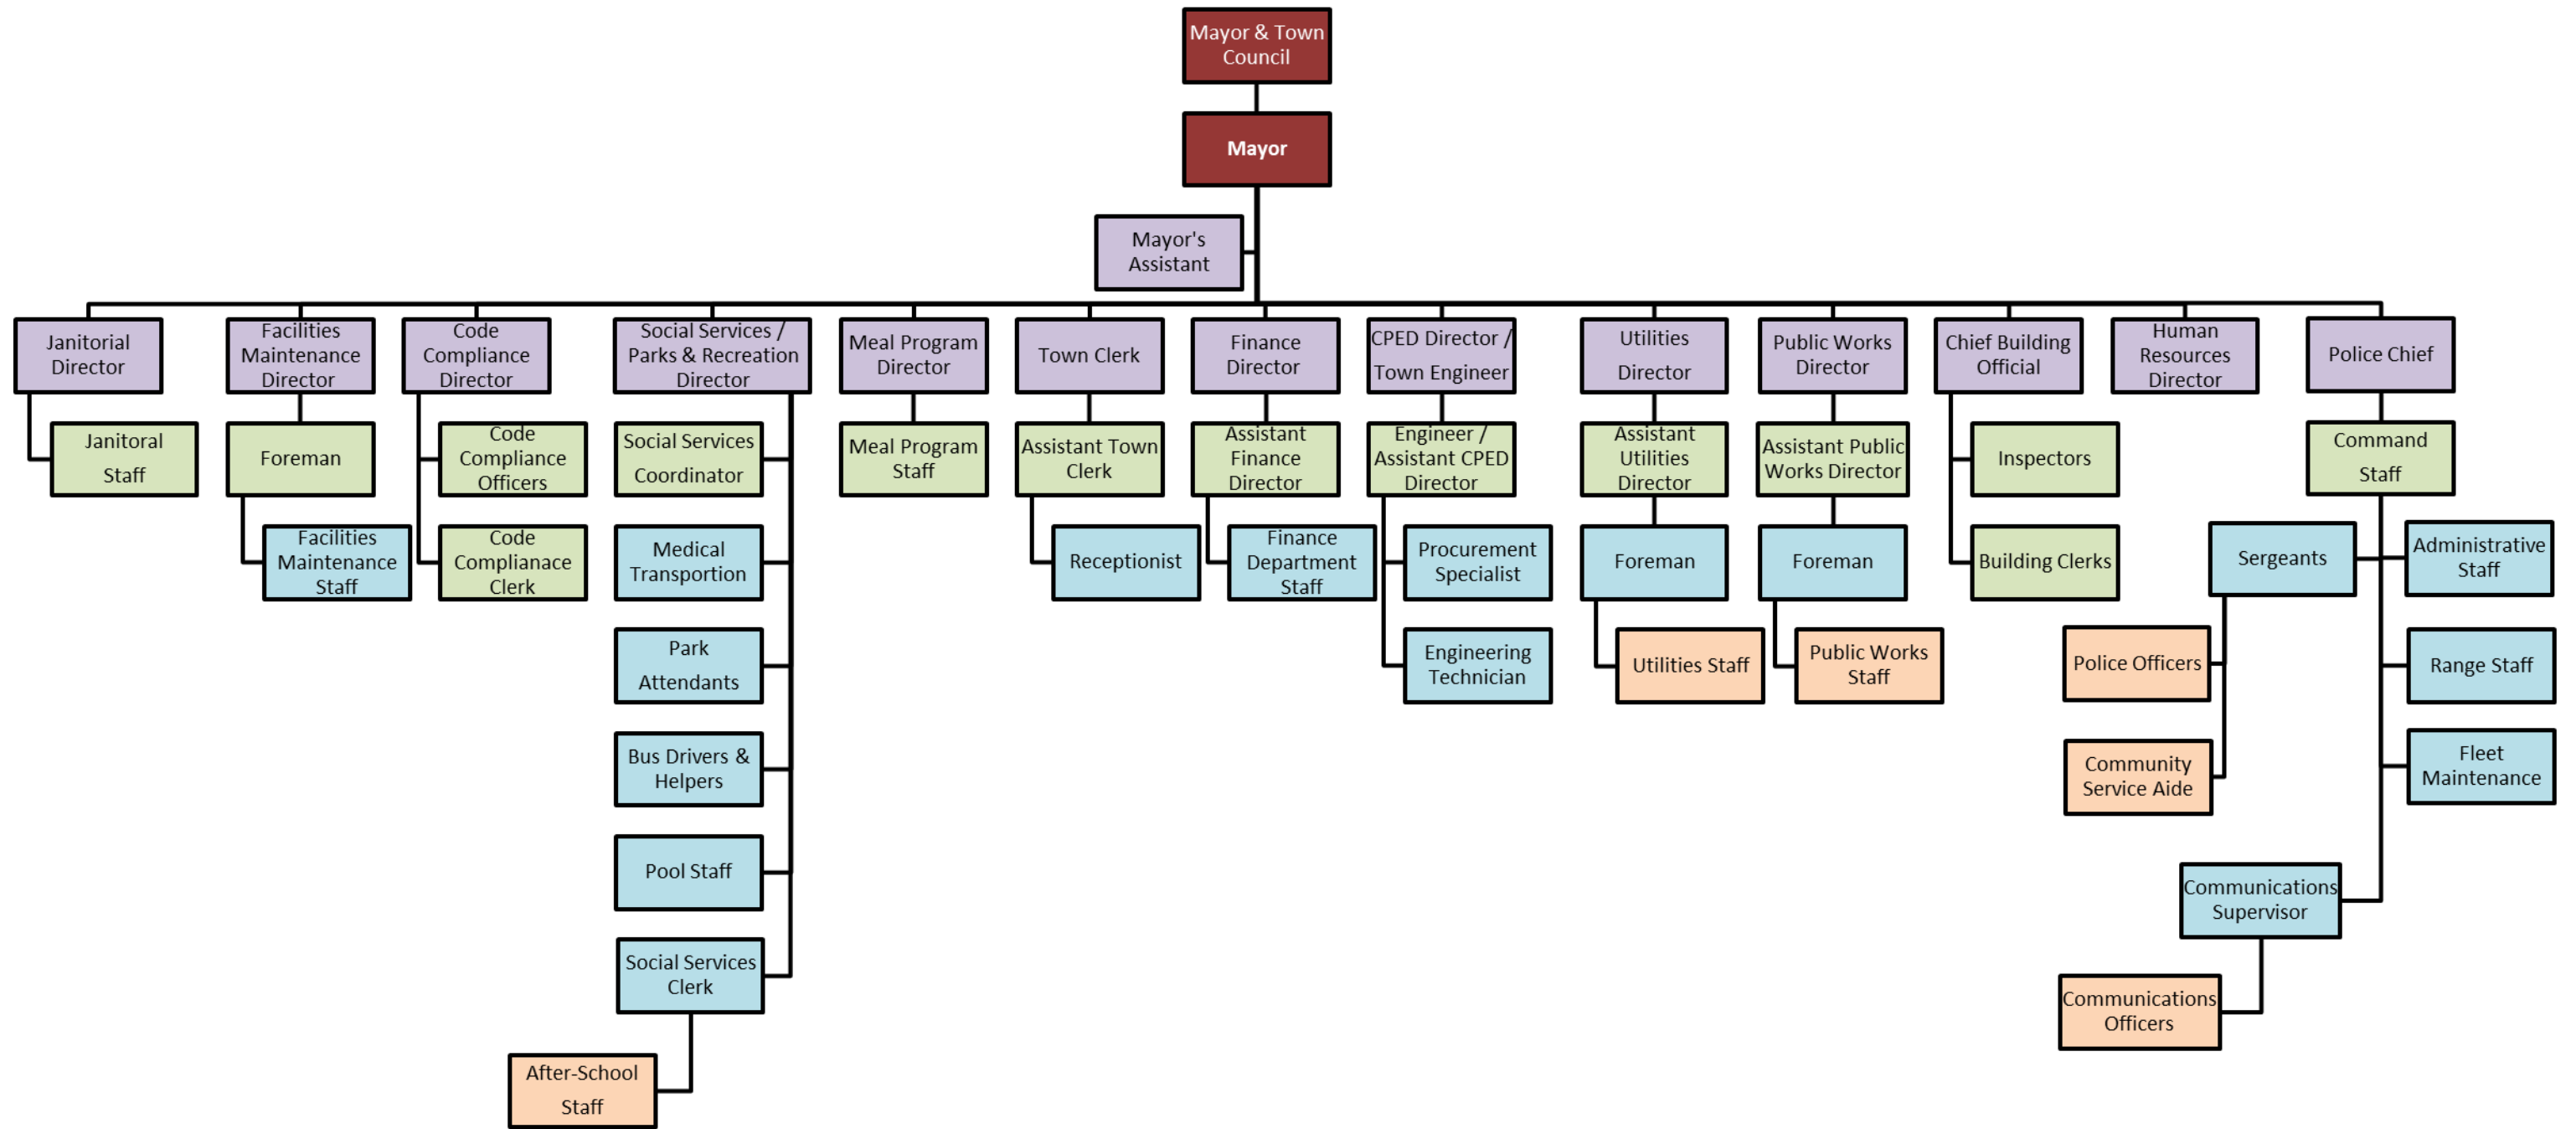 Mayor & Town
Council
Mayor
Mayor's
Assistant
Janitorial
Director
Facilities
Maintenance
Director
Code
Compliance
Director
Social Services /
Parks & Recreation
Director
Meal Program
Director
Town Clerk
Finance
Director
CPED Director /
Town Engineer
Utilities
Director
Public Works
Director
Chief Building
Official
Human
Resources
Director
Police Chief
Janitoral
Staff
Foreman
Code
Compliance
Officers
Social Services
Coordinator
Meal Program
Staff
Assistant Town
Clerk
Assistant
Finance
Director
Engineer /
Assistant CPED
Director
Assistant
Utilities
Director
Assistant Public
Works Director
Inspectors
Command
Staff
Facilities
Maintenance
Staff
Code
Complianace
Clerk
Medical
Transportion
Receptionist
Finance
Department
Staff
Procurement
Specialist
Foreman
Foreman
Building Clerks
Sergeants
Administrative
Staff
Park
Attendants
Engineering
Technician
Utilities Staff
Public Works
Staff
Police Officers
Range Staff
Bus Drivers &
Helpers
Community
Service Aide
Fleet
Maintenance
Pool Staff
Communications
Supervisor
Social Services
Clerk
Communications
Officers
After-School
Staff